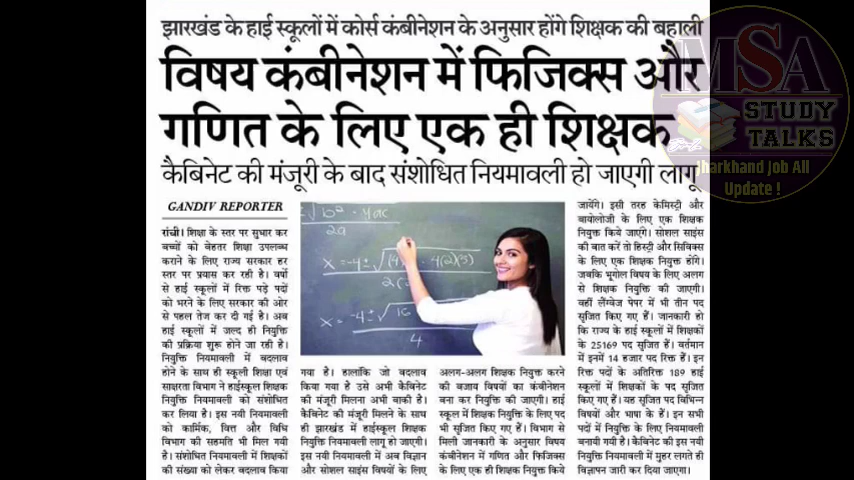 झारखंड के हाई स्कूलों में कोर्स कंबीनेशन के अनुसार होंगे शिक्षक की बहाली
विषय कंबीनेशन में फिजिक्स और
गणित के लिए एक ही शिक्षक
कैबिनेट की मंजूरी के बाद संशोधित नियमावली हो जाएगी लागू
MSA
STUDY
TALKS
Jharkhand Job All
Update !
GANDIV REPORTER
रांची। शिक्षा के स्तर पर सुधार कर
बच्चों को बेहतर शिक्षा उपलब्ध
कराने के लिए राज्य सरकार हर
स्तर पर प्रयास कर रही है। वर्षो
से हाई स्कूलों में रिक्त पड़े पदों
को भरने के लिए सरकार की ओर
से पहल तेज कर दी गई है। अब
हाई स्कूलों में जल्द ही नियुक्ति
की प्रक्रिया शुरू होने जा रही है।
नियुक्ति नियमावली में बदलाव
होने के साथ ही स्कूली शिक्षा एवं
साक्षरता विभाग ने हाईस्कूल शिक्षक
नियुक्ति नियमावली को संशोधित
कर लिया है। इस नयी नियमावली
को कार्मिक, वित्त और विधि
विभाग की सहमति भी मिल गयी
है। संशोधित नियमावली में शिक्षकों
की संख्या को लेकर बदलाव किया
गया है। हालांकि जो बदलाव
किया गया है उसे अभी कैबिनेट
की मंजूरी मिलना अभी बाकी है।
कैबिनेट की मंजूरी मिलने के साथ
ही झारखंड में हाईस्कूल शिक्षक
नियुक्ति नियमावली लागू हो जाएगी।
इस नयी नियमावली में अब विज्ञान
और सोशल साइंस विषयों के लिए
अलग-अलग शिक्षक नियुक्त करने
की बजाय विषयों का कंबीनेशन
बना कर नियुक्त की जाएगी। हाई
स्कूल में शिक्षक नियुक्ति के लिए पद
भी सृजित किए गए हैं। विभाग से
मिली जानकारी के अनुसार विषय
कंबीनेशन में गणित और फिजिक्स
के लिए एक ही शिक्षक नियुक्त किये
जायेंगे। इसी तरह केमिस्ट्री और
बायोलोजी के लिए एक शिक्षक
नियुक्त किये जाएंगे। सोशल साइंस
की बात करें तो हिस्ट्री और सिविक्स
के लिए एक शिक्षक नियुक्त होंगे।
जबकि भूगोल विषय के लिए अलग
से शिक्षक नियुक्ति की जाएगी।
वहीं लैंग्वेज पेपर में भी तीन पद
सृजित किए गए हैं। जानकारी हो
कि राज्य के हाई स्कूलों में शिक्षकों
के 25169 पद सृजित हैं। वर्तमान
में इनमें 14 हजार पद रिक्त हैं। इन
रिक्त पदों के अतिरिक्त 189 हाई
स्कूलों में शिक्षकों के पद सृजित
किए गए हैं। यह सृजित पद विभिन्न
विषयों और भाषा के हैं। इन सभी
पदों में नियुक्ति के लिए नियमावली
बनायी गयी है। कैबिनेट की इस नयी
नियुक्ति नियमावली में मुहर लगते ही
विज्ञापन जारी कर दिया जाएगा।